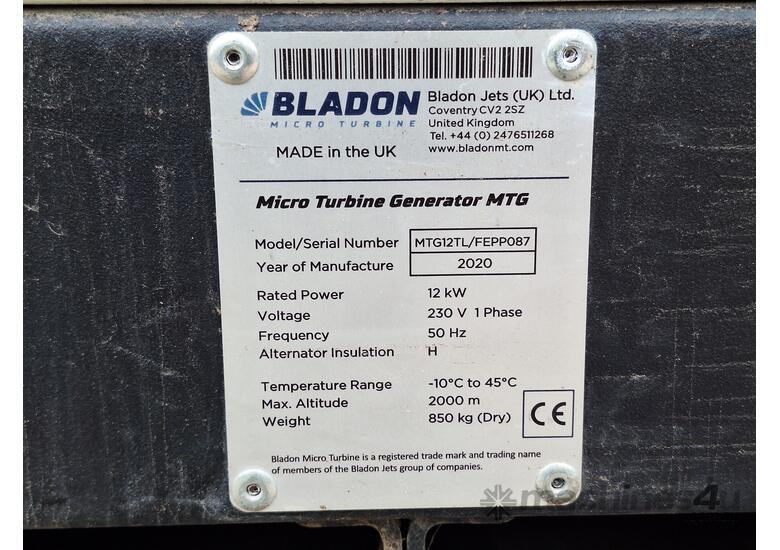 BLADON
MICRO TURBINE
MADE in the UK
Bladon Jets (UK) Ltd.
Coventry CV2 2SZ
United Kingdom
Tel. +44 (0) 2476511268
www.bladonmt.com
Micro Turbine Generator MTG
Model/Serial Number MTG12TL/FEPP087
Year of Manufacture 2020
Rated Power 12 kW
Voltage 230 V 1 Phase
Frequency 50 Hz
Alternator Insulation H
Temperature Range -10°C to 45°C
Max. Altitude 2000 m
Weight 850 kg (Dry)
CE
Bladon Micro Turbine is a registered trade mark and trading name
of members of the Bladon Jets group of companies.
machines4u